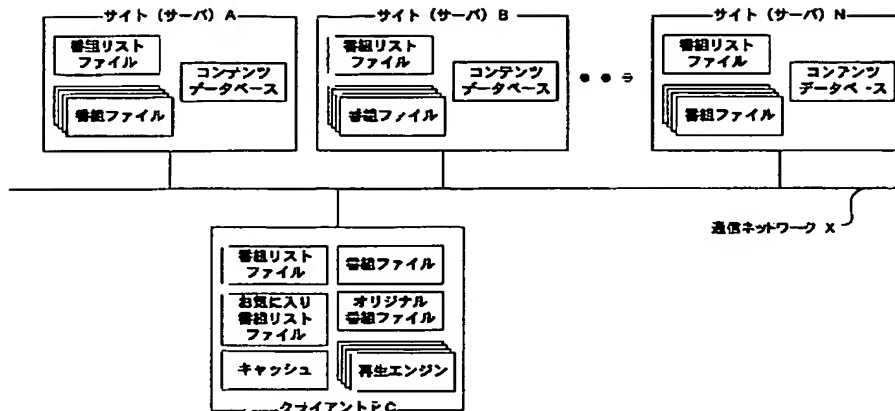 サイト(サーバ)A
番組リスト
ファイル
コンテンツ
データベース
番組ファイル
サイト(サーバ)B
番組リスト
ファイル
コンテンツ
データベース
番組ファイル
サイト(サーバ)N
番組リスト
ファイル
コンテンツ
データベース
番組ファイル
通信ネットワーク X
番組リスト
ファイル
番組ファイル
お気に入り
番組リスト
ファイル
オリジナル
番組ファイル
キャッシュ
再生エンジン
クライアントPC